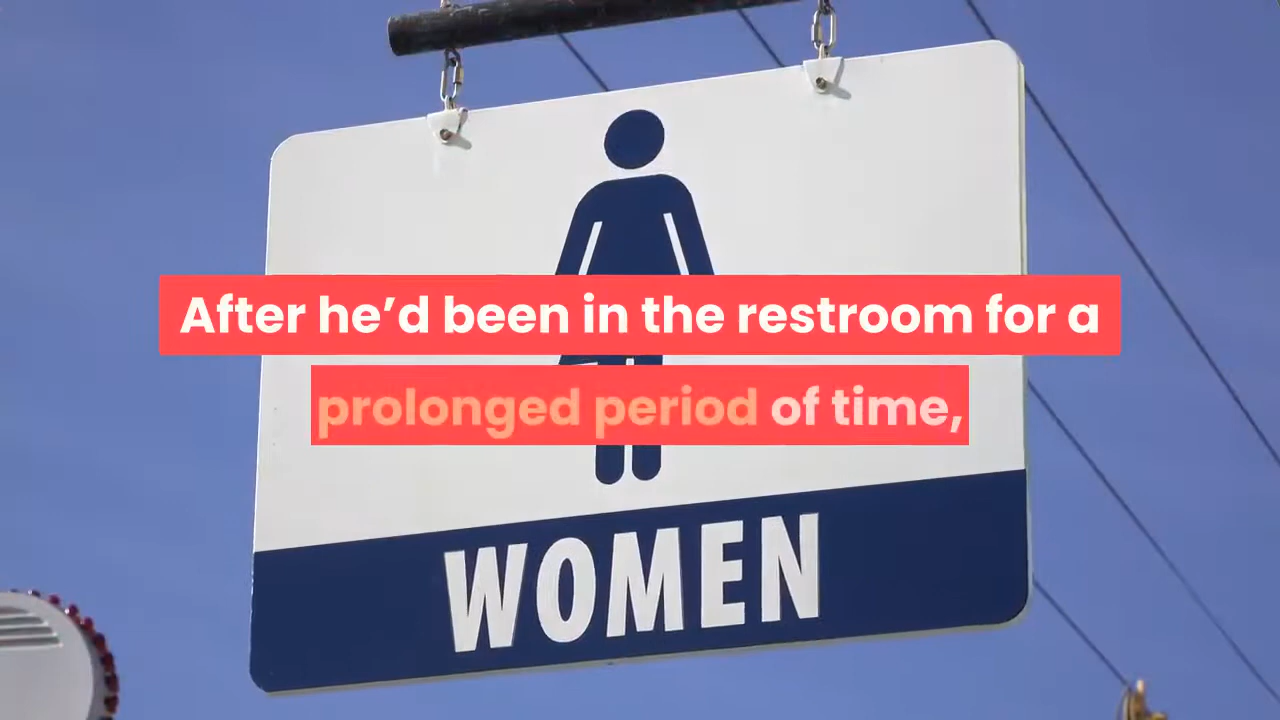 After he’d been in the restroom for a
prolonged period of time,
WOMEN